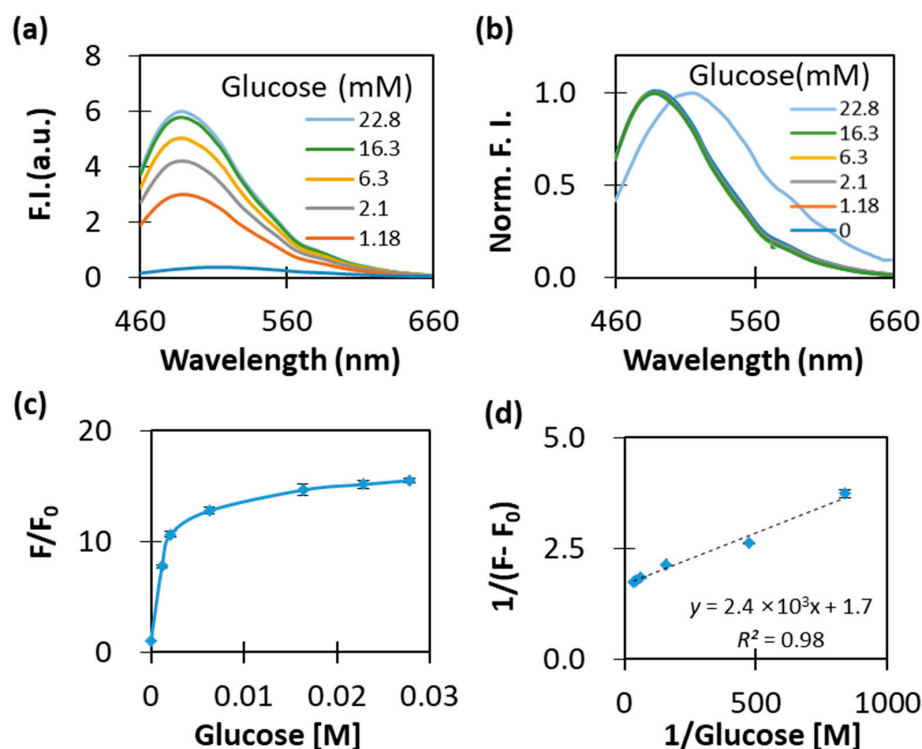 (a)
8
6
4
2
0
F.I.(a.u.)
Glucose (mM)
22.8
16.3
6.3
2.1
1.18
460
560
660
Wavelength (nm)
(b)
1.0
0.5
0.0
Norm. F. I.
Glucose(mM)
22.8
16.3
6.3
2.1
1.18
0
460
560
660
Wavelength (nm)
(c)
20
10
0
F/F₀
0
0.01
0.02
0.03
Glucose [M]
(d)
5.0
2.5
0.0
1/(F- F₀)
y = 2.4 ×10³x + 1.7
R² = 0.98
0
500
1000
1/Glucose [M]